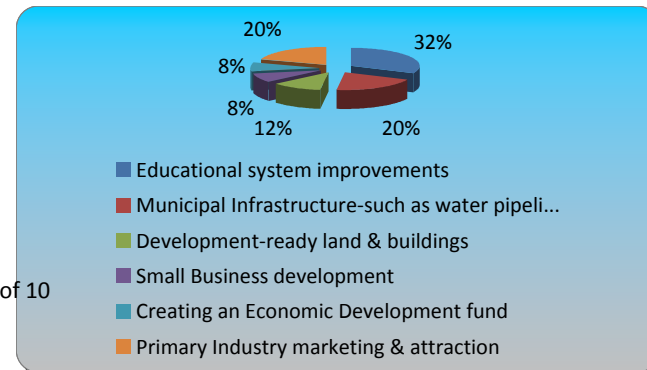 20%
32%
8%
8%
12%
20%
Educational system improvements
Municipal Infrastructure-such as water pipeli...
Development-ready land & buildings
Small Business development
of 10
Creating an Economic Development fund
Primary Industry marketing & attraction